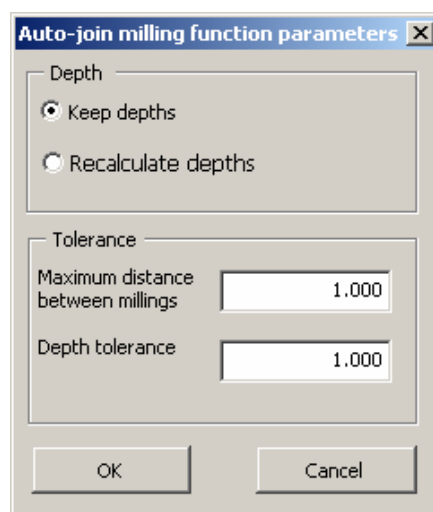 Auto-join milling function parameters
Depth
Keep depths
Recalculate depths
Tolerance
Maximum distance
between millings
1.000
Depth tolerance
1.000
OK
Cancel